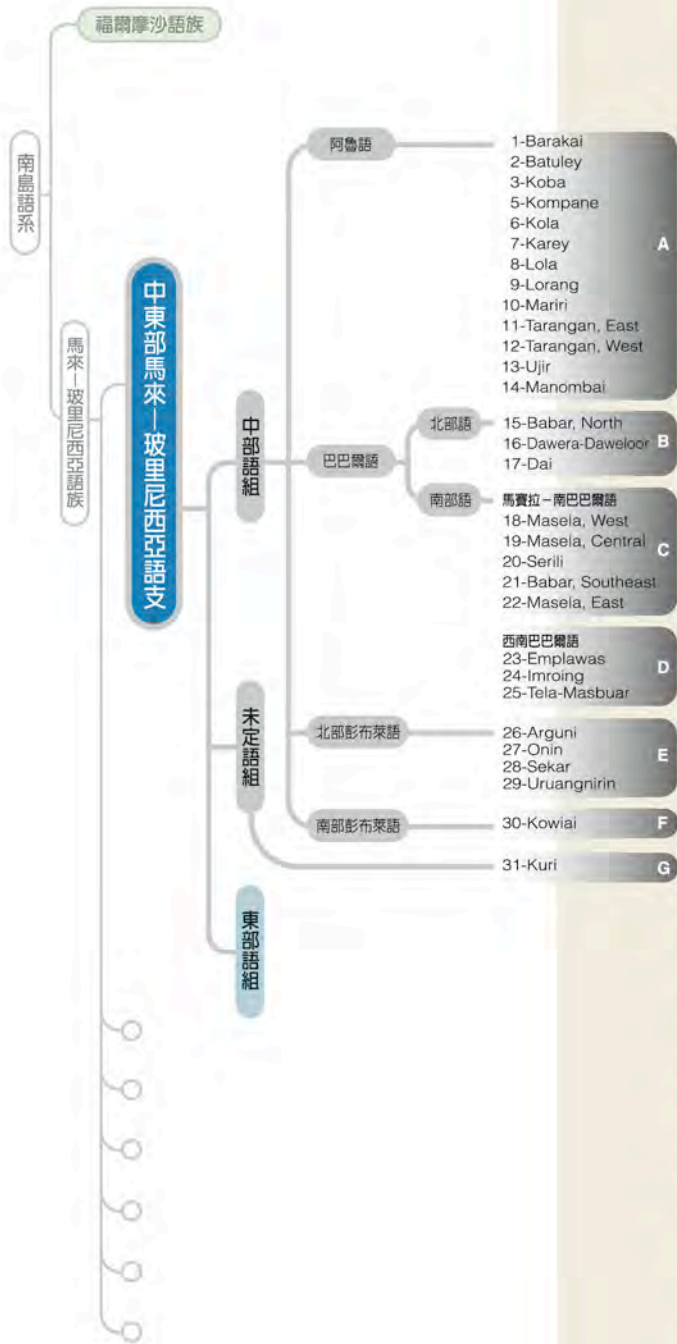 福爾摩沙語族
南島語系
馬來－玻里尼西亞語族
中東部馬來－玻里尼西亞語支
中部語組
未定語組
東部語組
阿魯語
1-Barakai
2-Batuley
3-Koba
5-Kompane
6-Kola
7-Karey
8-Lola
9-Lorang
10-Mariri
11-Tarangan, East
12-Tarangan, West
13-Ujir
14-Manombai
A
巴巴爾語
北部語
15-Babar, North
16-Dawera-Daweloor
17-Dai
B
南部語
馬賽拉－南巴巴爾語
18-Masela, West
19-Masela, Central
20-Serili
21-Babar, Southeast
22-Masela, East
C
西南巴巴爾語
23-Emplawas
24-Imroing
25-Tela-Masbuar
D
北部彭布萊語
26-Arguni
27-Onin
28-Sekar
29-Uruangnirin
E
南部彭布萊語
30-Kowiai
F
31-Kuri
G